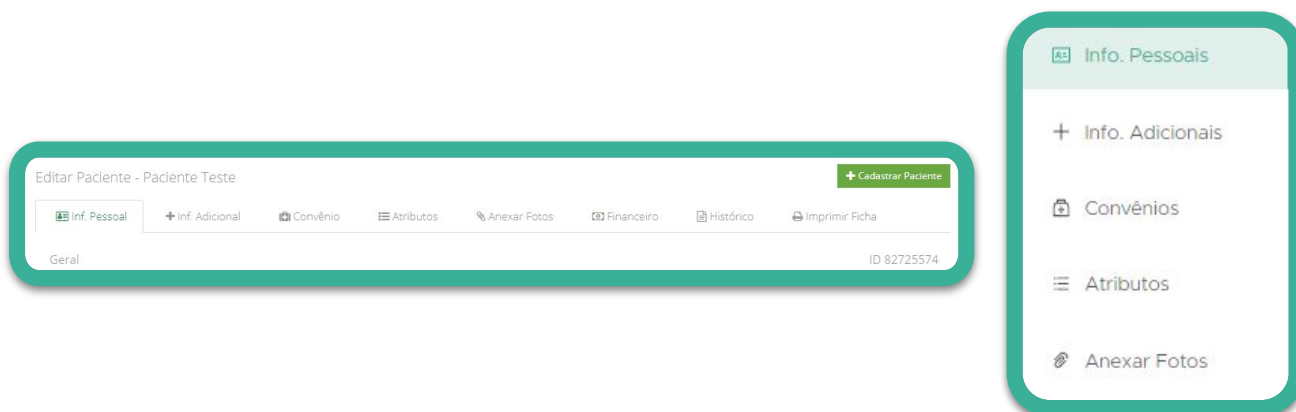 Editar Paciente - Paciente Teste
Cadastrar Paciente
Inf. Pessoal Inf. Adicional Convênio Atributos Anexar Fotos Financeiro Histórico Imprimir Ficha
Geral ID 82725574
Info. Pessoais
Info. Adicionais
Convênios
Atributos
Anexar Fotos